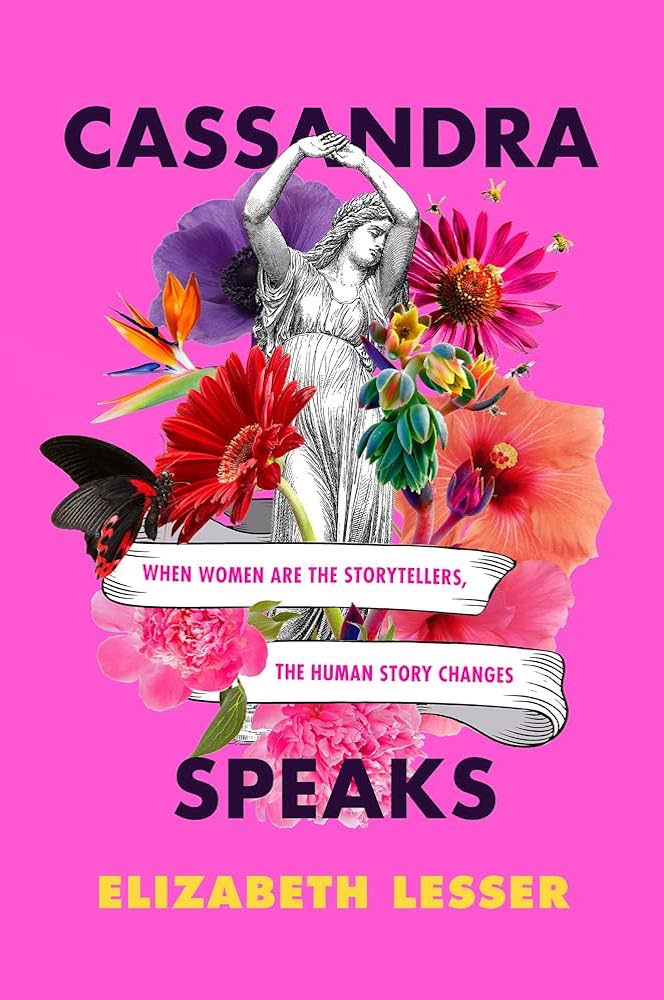 CASSANDRA
WHEN WOMEN ARE THE STORYTELLERS,
THE HUMAN STORY CHANGES
SPEAKS
ELIZABETH LESSER